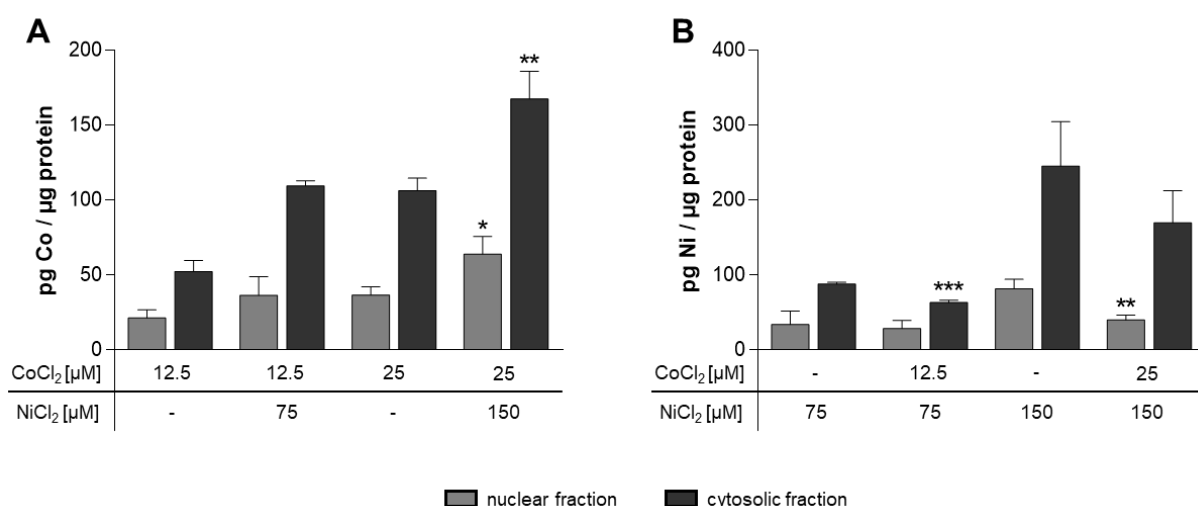 A
pg Co / µg protein
200
150
100
50
0
*
**
CoCl2 [µM] 12.5 12.5 25 25
NiCl2 [µM] - 75 - 150
B
pg Ni / µg protein
400
300
200
100
0
***
**
CoCl2 [µM] - 12.5 - 25
NiCl2 [µM] 75 75 150 150
nuclear fraction cytosolic fraction